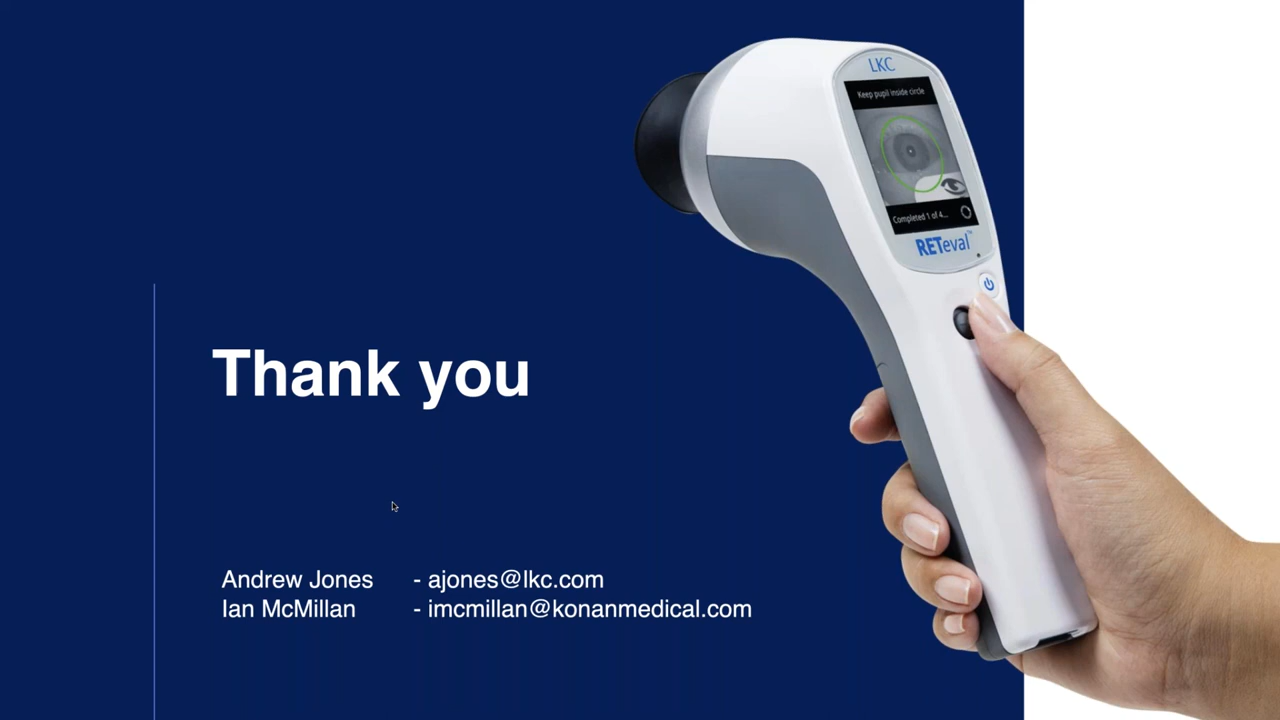 LKC
Keep pupil inside circle
Completed 1 of 4...
RETeval™
Thank you
Andrew Jones - ajones@lkc.com
Ian McMillan - imcmillan@konanmedical.com